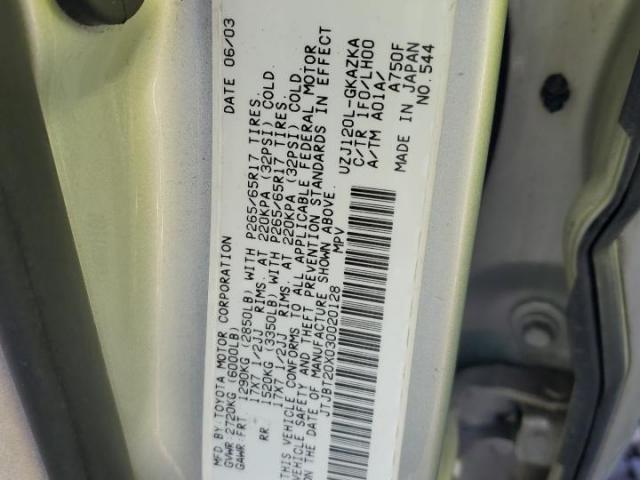 MFD.BY:TOYOTA MOTOR CORPORATION DATE 06/03
GVWR 2720KG (6000LB)
GAWR: FRT. 1290KG (2850LB) WITH P265/65R17 TIRES.
17X7 1/2JJ RIMS. AT 220KPA (32PSI) COLD.
RR. 1520KG (3350LB) WITH P265/65R17 TIRES.
17X7 1/2JJ RIMS. AT 220KPA (32PSI) COLD.
THIS VEHICLE CONFORMS TO ALL APPLICABLE FEDERAL MOTOR
VEHICLE SAFETY AND THEFT PREVENTION STANDARDS IN EFFECT
ON THE DATE OF MANUFACTURE SHOWN ABOVE.
JTJBT20X030020128 MPV
UZJ120L-GKAZKA
C/TR 1F0/LH00
A/TM A01A/
A750F
MADE IN JAPAN
NO. 544